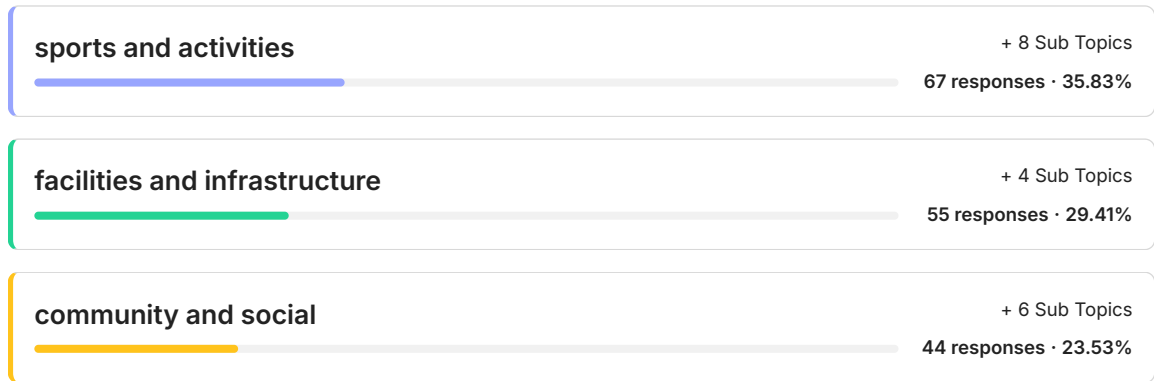 sports and activities
+ 8 Sub Topics
67 responses · 35.83%
facilities and infrastructure
+ 4 Sub Topics
55 responses · 29.41%
community and social
+ 6 Sub Topics
44 responses · 23.53%